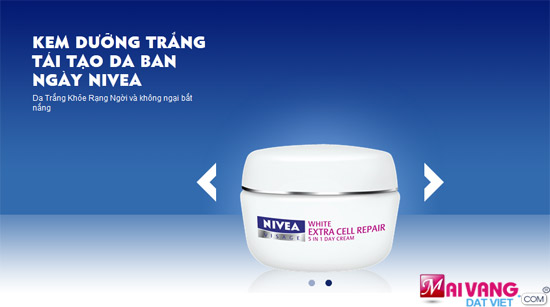 KEM DƯỠNG TRẮNG
TÁI TẠO DA BAN
NGÀY NIVEA
Da Trắng Khỏe Rạng Ngời và không ngại bắt
nắng
NIVEA
VISAGE
WHITE
EXTRA CELL REPAIR
5 IN 1 DAY CREAM
MAI VANG
DAT VIET .COM